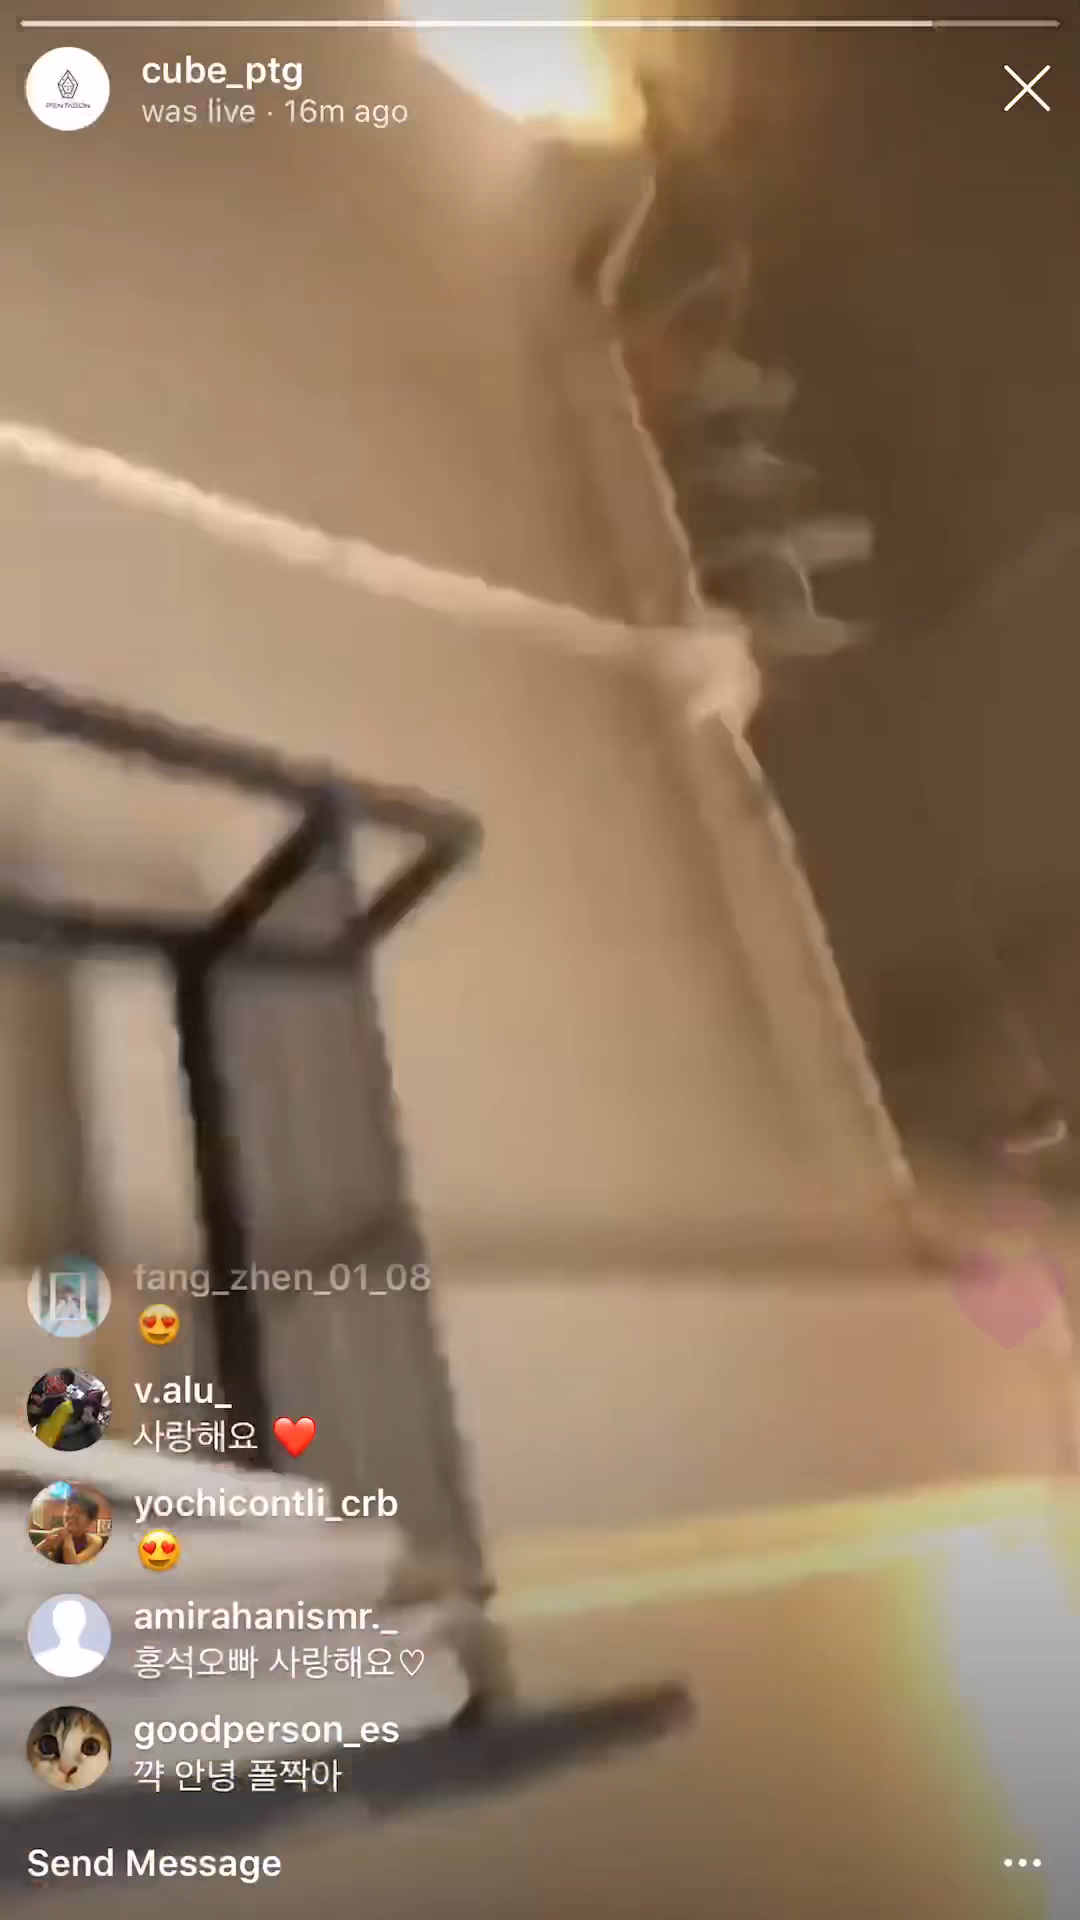 cube_ptg
was live · 16m ago
PENTAGON
fang_zhen_01_08
😍
v.alu_
사랑해요 ❤️
yochicontli_crb
😍
amirahanismr._
홍석오빠 사랑해요♡
goodperson_es
꺅 안녕 폴짝아
Send Message